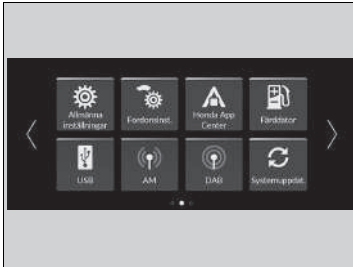 Allmänna
inställningar
Fordonsinst.
Honda App
Center
Färddator
USB
AM
DAB
Systemuppdat.